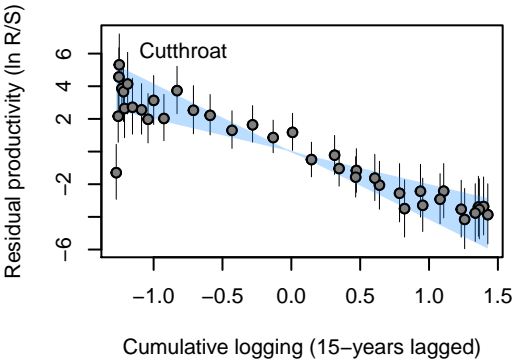 Residual productivity (ln R/S)
Cutthroat
6
4
2
−2
−6
−1.0 −0.5 0.0 0.5 1.0 1.5
Cumulative logging (15−years lagged)